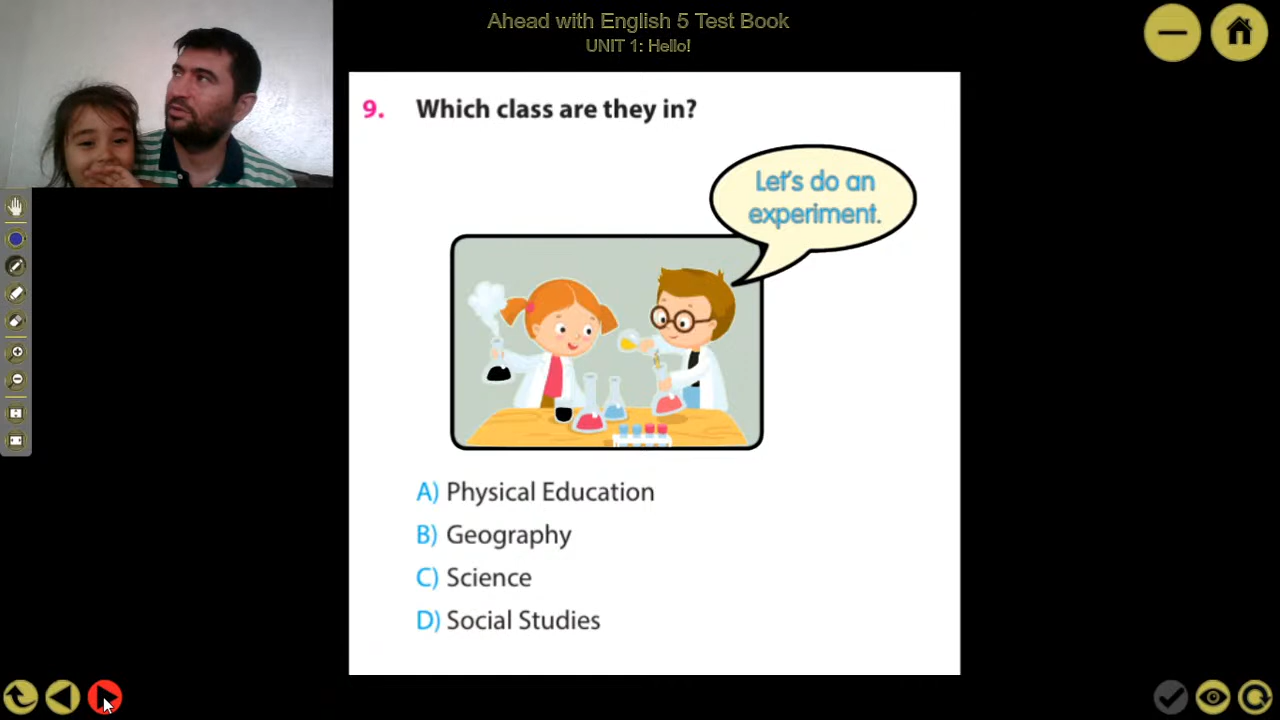 Ahead with English 5 Test Book
UNIT 1: Hello!
9. Which class are they in?
Let's do an
experiment.
A) Physical Education
B) Geography
C) Science
D) Social Studies